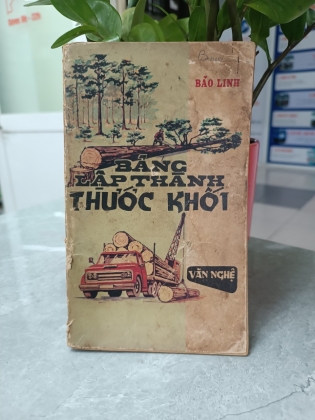 BẢO LINH
BẢNG
LẬP THÀNH
THƯỚC KHỐI
VĂN NGHỆ